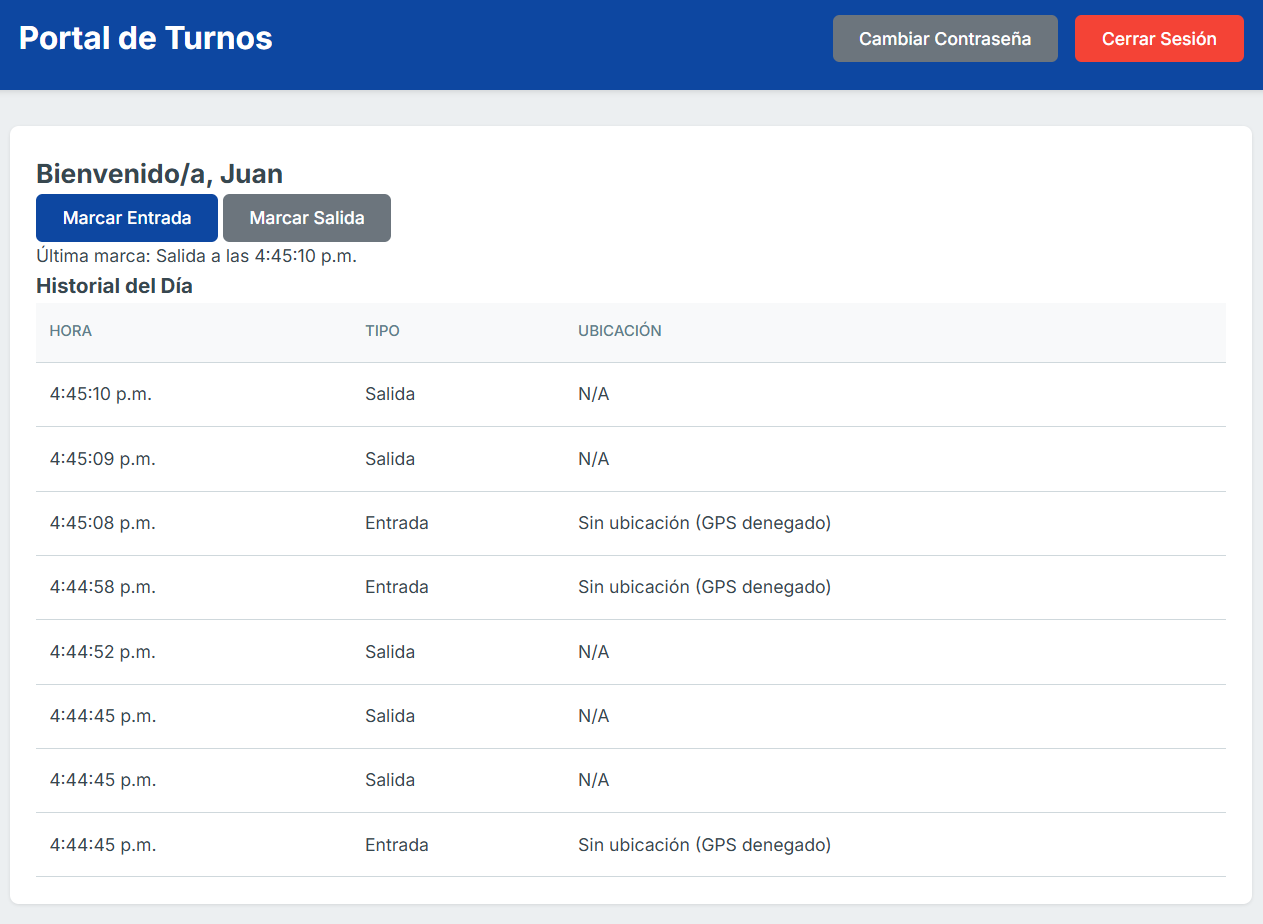 Portal de Turnos
Cambiar Contraseña
Cerrar Sesión
Bienvenido/a, Juan
Marcar Entrada
Marcar Salida
Última marca: Salida a las 4:45:10 p.m.
Historial del Día
HORA TIPO UBICACIÓN
4:45:10 p.m. Salida N/A
4:45:09 p.m. Salida N/A
4:45:08 p.m. Entrada Sin ubicación (GPS denegado)
4:44:58 p.m. Entrada Sin ubicación (GPS denegado)
4:44:52 p.m. Salida N/A
4:44:45 p.m. Salida N/A
4:44:45 p.m. Salida N/A
4:44:45 p.m. Entrada Sin ubicación (GPS denegado)